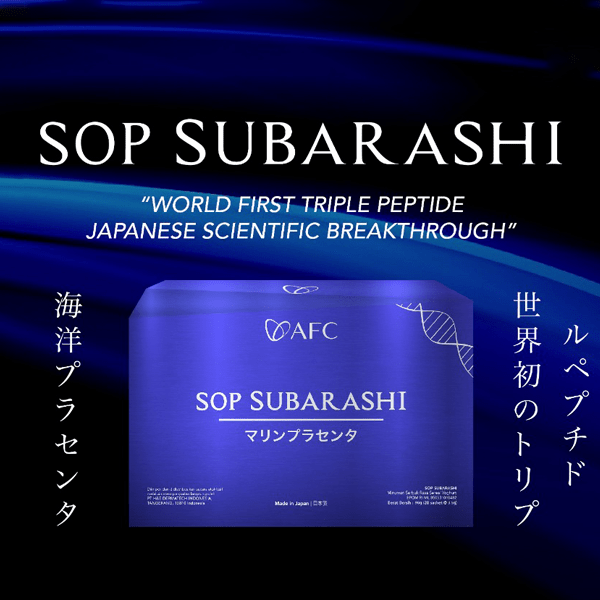 SOP SUBARASHI
“WORLD FIRST TRIPLE PEPTIDE
JAPANESE SCIENTIFIC BREAKTHROUGH”
海洋プラセンタ
世界初のトリプ
ルペプチド
AFC
SOP SUBARASHI
マリンプラセンタ
Made in Japan | 日本製
SOP SUBARASHI